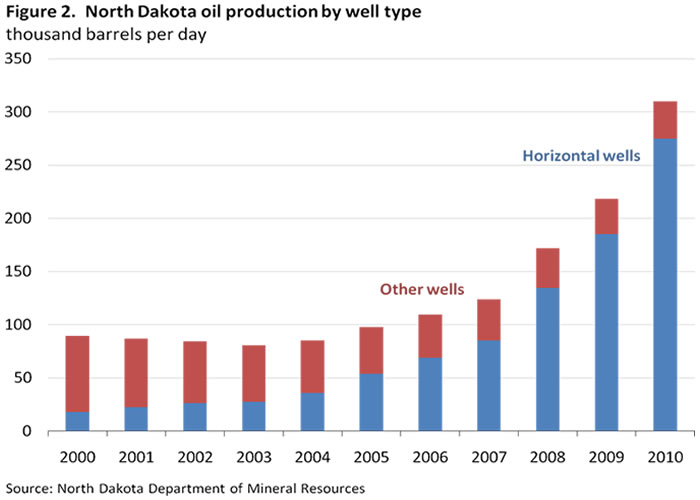 Figure 2. North Dakota oil production by well type
thousand barrels per day
350
300
250
200
150
100
50
0
Horizontal wells
Other wells
2000 2001 2002 2003 2004 2005 2006 2007 2008 2009 2010
Source: North Dakota Department of Mineral Resources